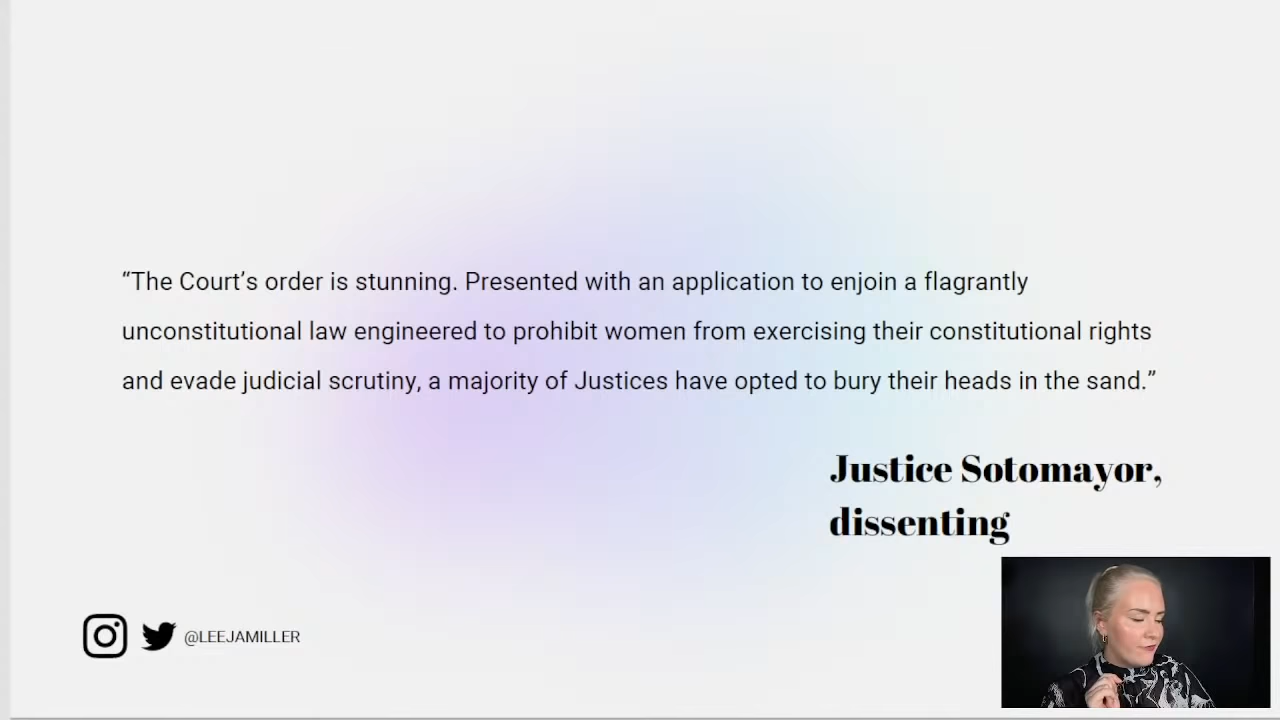 “The Court’s order is stunning. Presented with an application to enjoin a flagrantly
unconstitutional law engineered to prohibit women from exercising their constitutional rights
and evade judicial scrutiny, a majority of Justices have opted to bury their heads in the sand.”
Justice Sotomayor,
dissenting
@LEEJAMILLER